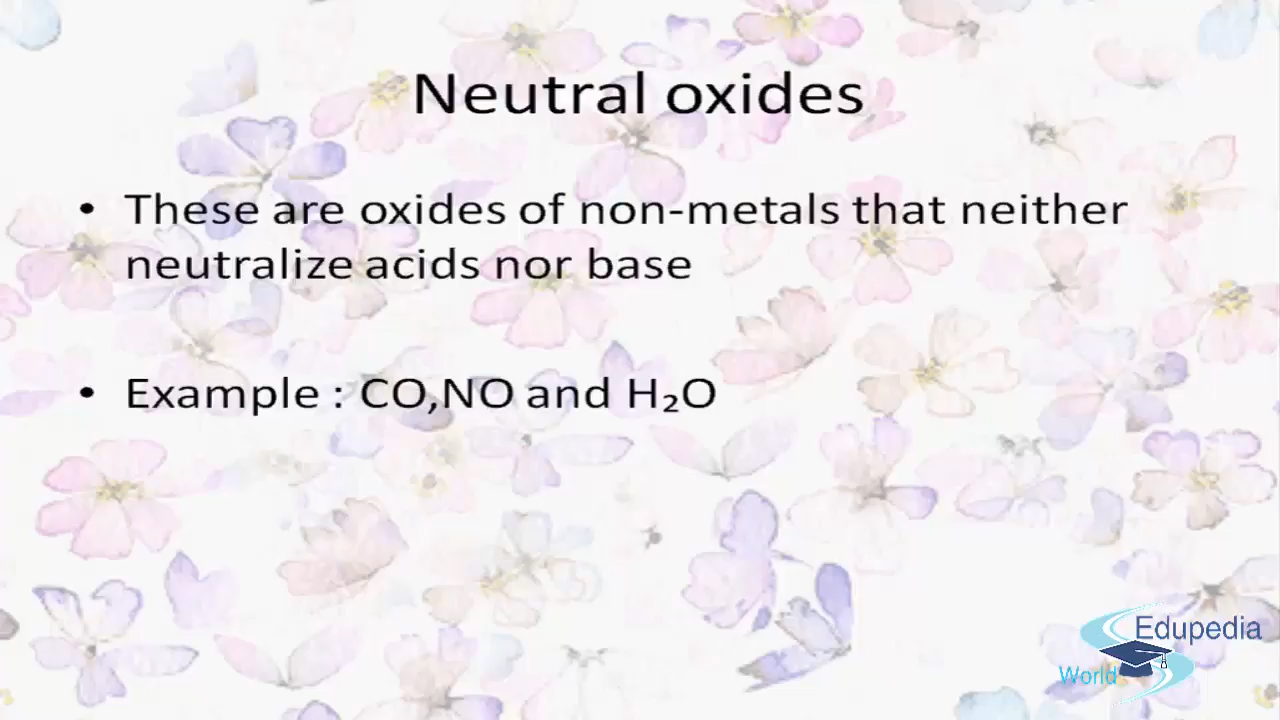 Neutral oxides
• These are oxides of non-metals that neither
neutralize acids nor base
• Example : CO,NO and H₂O
Edupedia
World